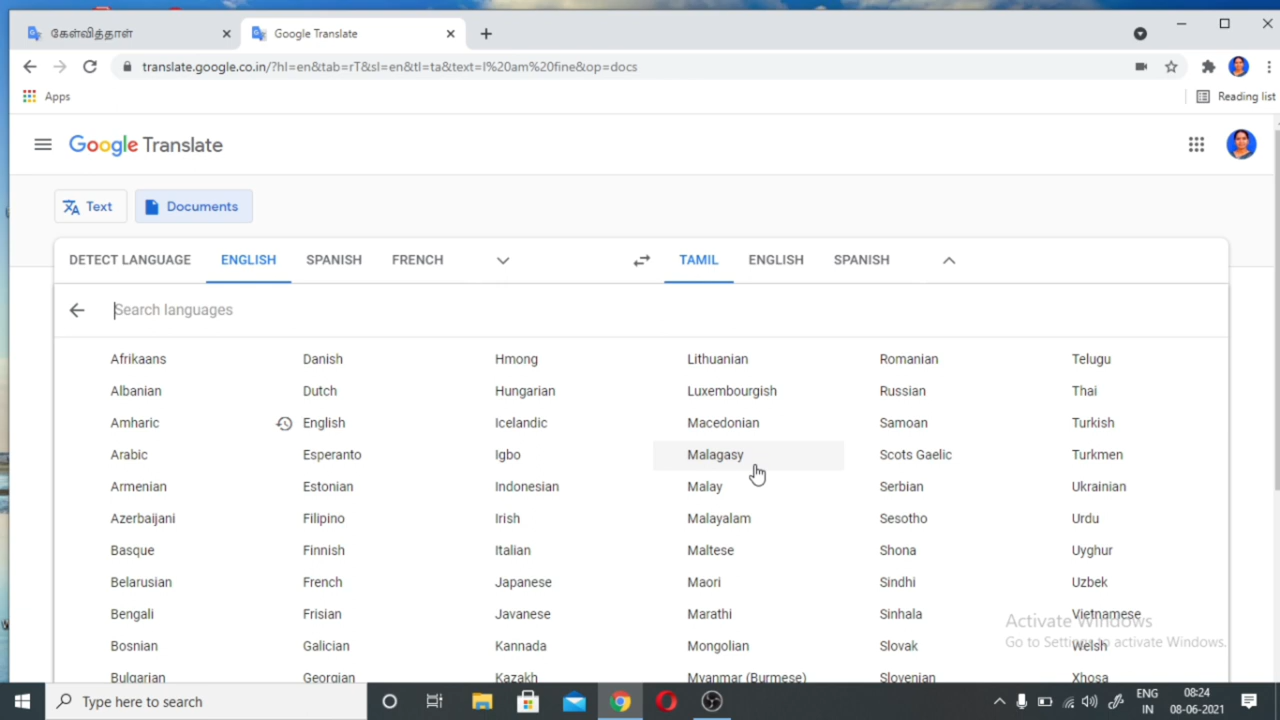 கேள்வித்தாள்
Google Translate
translate.google.co.in/?hl=en&tab=rT&sl=en&tl=ta&text=I%20am%20fine&op=docs
Apps
Reading list
Google Translate
Text
Documents
DETECT LANGUAGE ENGLISH SPANISH FRENCH TAMIL ENGLISH SPANISH
Search languages
Afrikaans Danish Hmong Lithuanian Romanian Telugu
Albanian Dutch Hungarian Luxembourgish Russian Thai
Amharic English Icelandic Macedonian Samoan Turkish
Arabic Esperanto Igbo Malagasy Scots Gaelic Turkmen
Armenian Estonian Indonesian Malay Serbian Ukrainian
Azerbaijani Filipino Irish Malayalam Sesotho Urdu
Basque Finnish Italian Maltese Shona Uyghur
Belarusian French Japanese Maori Sindhi Uzbek
Bengali Frisian Javanese Marathi Sinhala Vietnamese
Bosnian Galician Kannada Mongolian Slovak Welsh
Bulgarian Georgian Kazakh Myanmar (Burmese) Slovenian Xhosa
Activate Windows
Go to Settings to activate Windows.
Type here to search
ENG
IN
08:24
08-06-2021